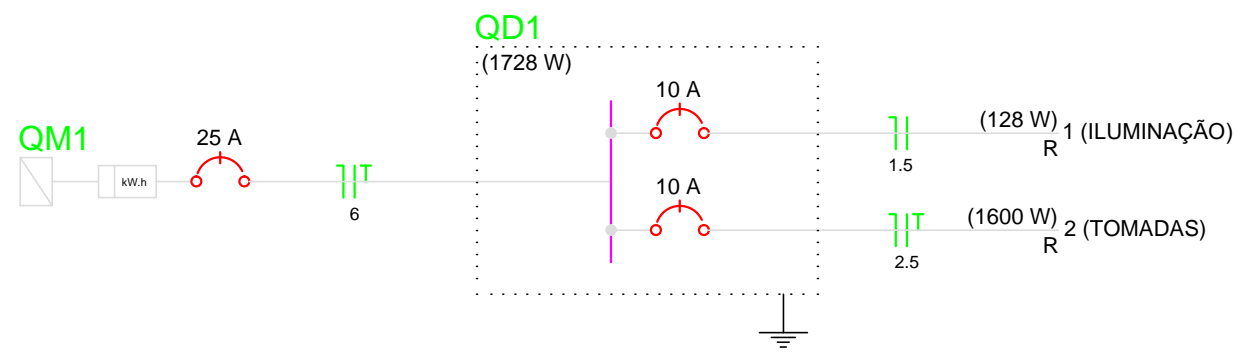 QD1
(1728 W)
10 A
QM1
25 A
(128 W)
1 (ILUMINAÇÃO)
R
kW.h
T
6
1.5
10 A
(1600 W)
2 (TOMADAS)
R
T
2.5